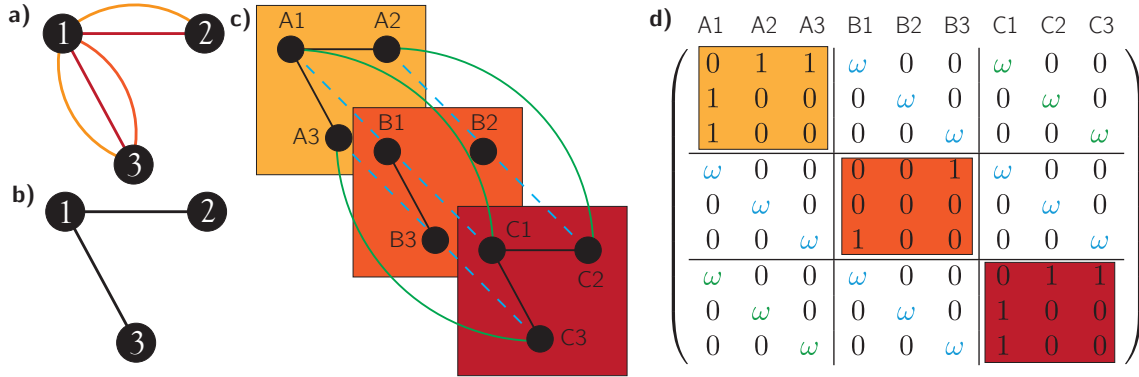 a)
1
2
3
b)
1
2
3
c)
A1
A2
A3
B1
B2
B3
C1
C2
C3
d)
A1 A2 A3 B1 B2 B3 C1 C2 C3
0 1 1 ω 0 0 ω 0 0
1 0 0 0 ω 0 0 ω 0
1 0 0 0 0 ω 0 0 ω
ω 0 0 0 0 1 ω 0 0
0 ω 0 0 0 0 0 ω 0
0 0 ω 1 0 0 0 0 ω
ω 0 0 ω 0 0 0 1 1
0 ω 0 0 ω 0 1 0 0
0 0 ω 0 0 ω 1 0 0